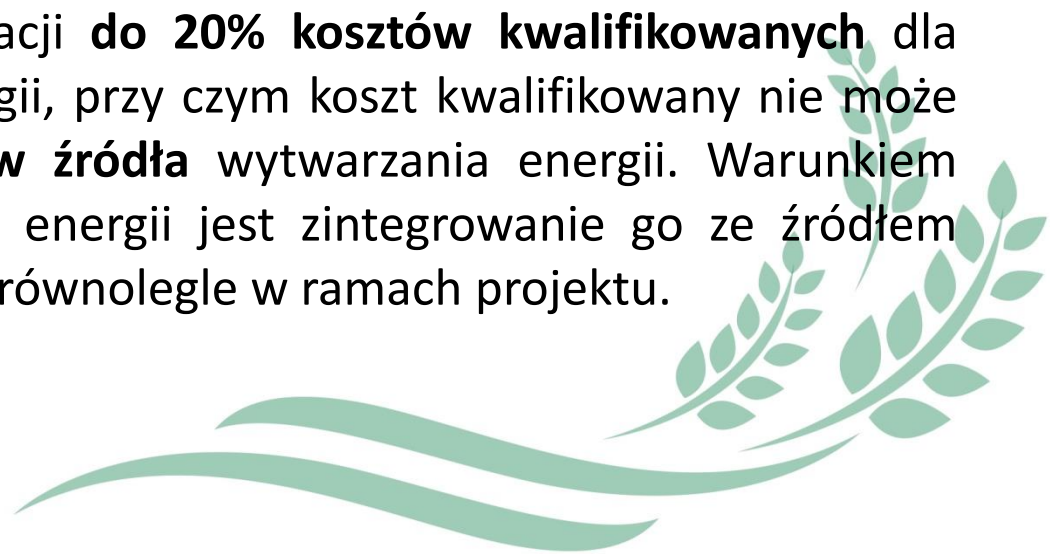 acji do 20% kosztów kwalifikowanych dla
gii, przy czym koszt kwalifikowany nie może
w źródła wytwarzania energii. Warunkiem
energii jest zintegrowanie go ze źródłem
równolegle w ramach projektu.